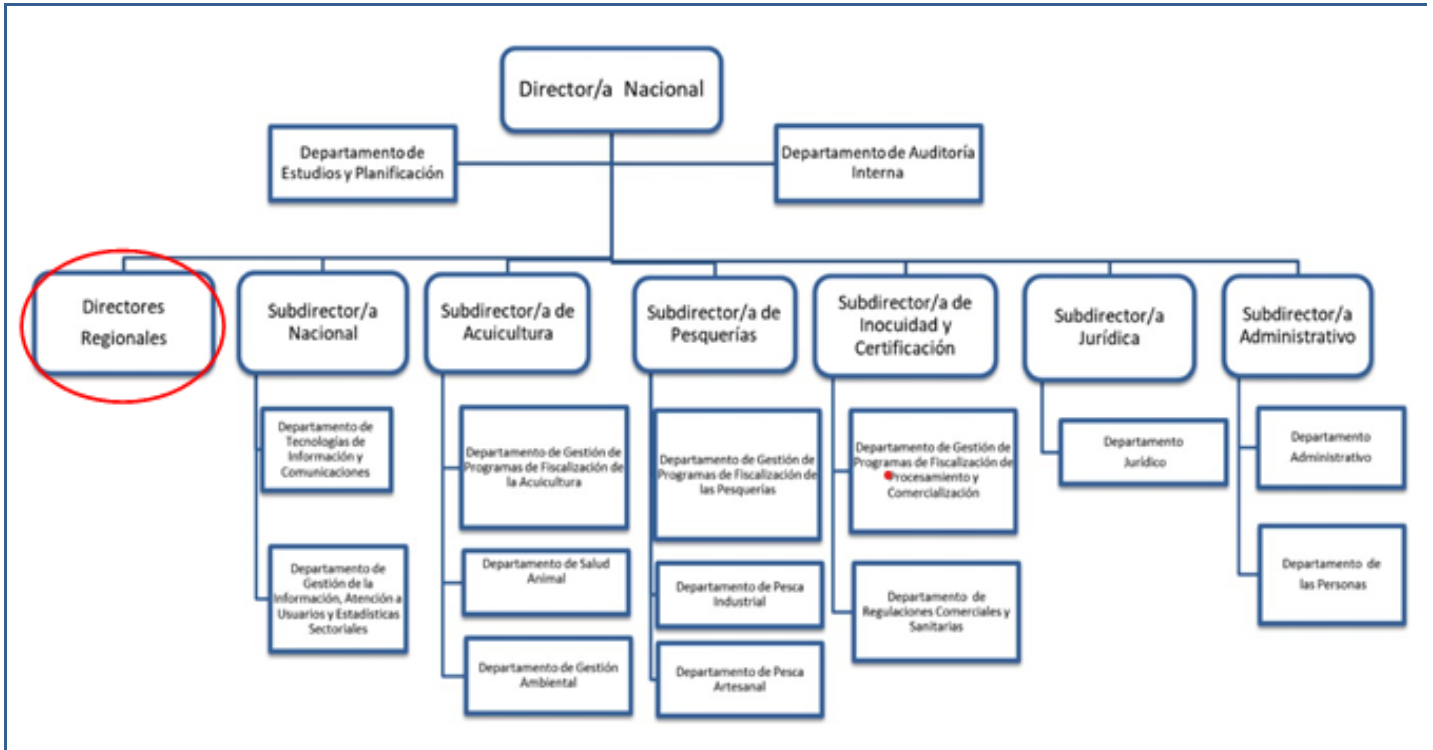 Director/a Nacional
Departamento de
Estudios y Planificación
Departamento de Auditoría
Interna
Directores
Regionales
Subdirector/a
Nacional
Subdirector/a de
Acuicultura
Subdirector/a de
Pesquerías
Subdirector/a de
Inocuidad y
Certificación
Subdirector/a
Jurídica
Subdirector/a
Administrativo
Departamento de
Tecnologías de
Información y
Comunicaciones
Departamento de
Gestión de la
Información, Atención a
Usuarios y Estadísticas
Sectoriales
Departamento de Gestión de
Programas de Fiscalización de
la Acuicultura
Departamento de Salud
Animal
Departamento de Gestión
Ambiental
Departamento de Gestión de
Programas de Fiscalización de
las Pesquerías
Departamento de Pesca
Industrial
Departamento de Pesca
Artesanal
Departamento de Gestión de
Programas de Fiscalización de
Procesamiento y
Comercialización
Departamento de
Regulaciones Comerciales y
Sanitarias
Departamento
Jurídico
Departamento
Administrativo
Departamento de
las Personas